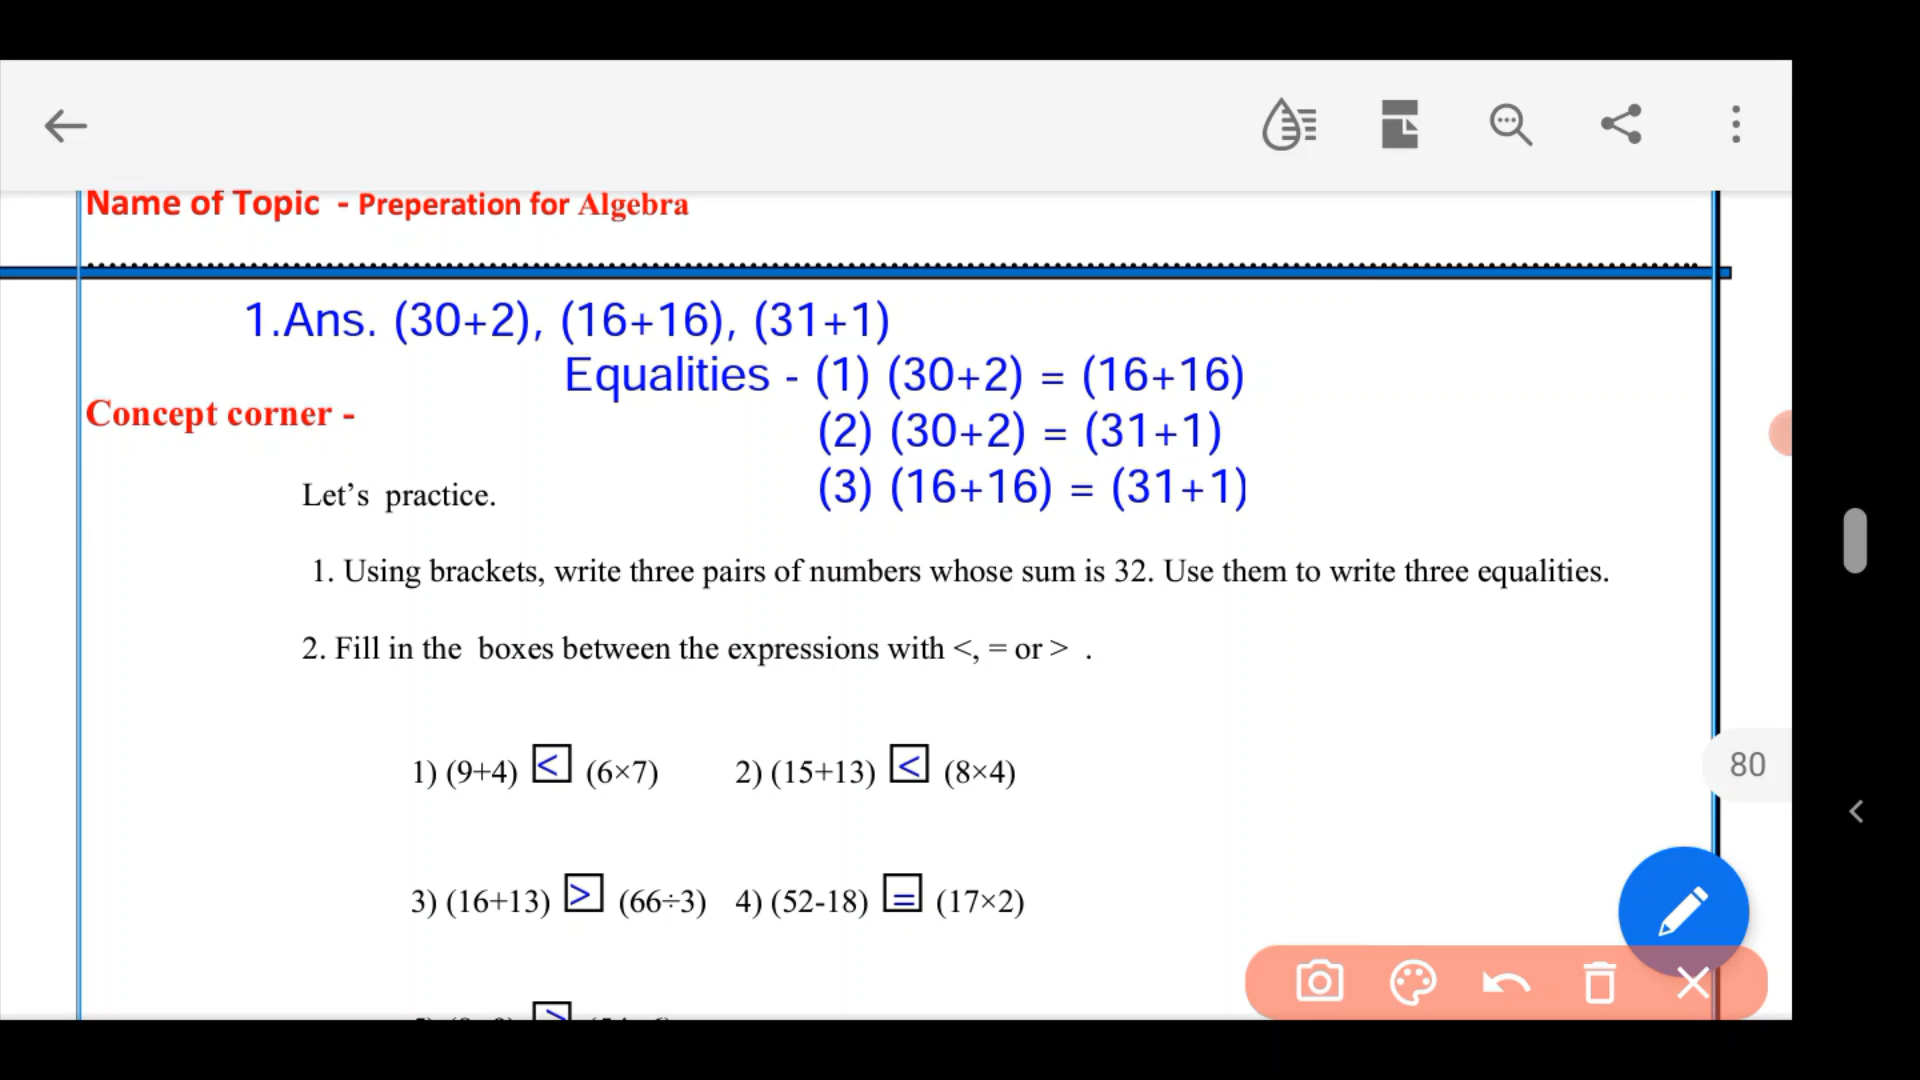 Name of Topic - Preperation for Algebra
1.Ans. (30+2), (16+16), (31+1)
Equalities - (1) (30+2) = (16+16)
Concept corner -
(2) (30+2) = (31+1)
(3) (16+16) = (31+1)
Let’s practice.
1. Using brackets, write three pairs of numbers whose sum is 32. Use them to write three equalities.
2. Fill in the boxes between the expressions with <, = or > .
1) (9+4) < (6×7) 2) (15+13) < (8×4)
80
3) (16+13) > (66÷3) 4) (52-18) = (17×2)